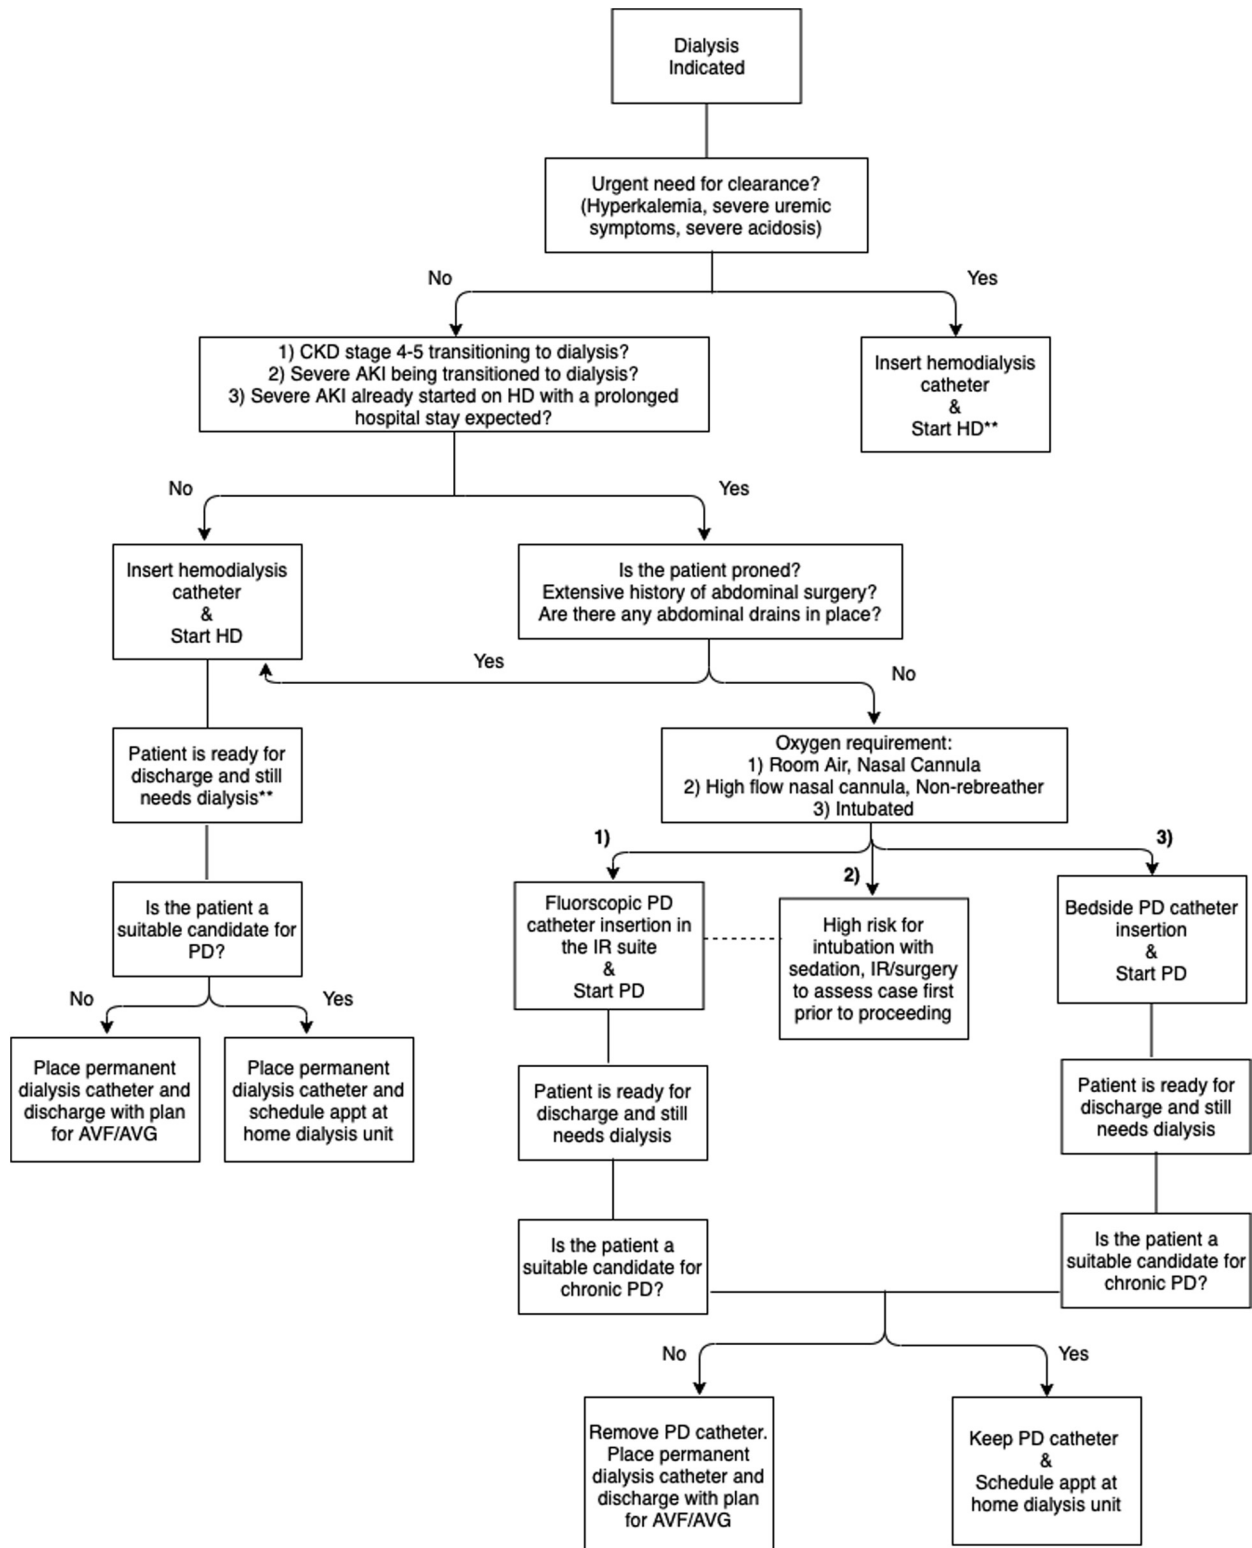 Dialysis
Indicated
Urgent need for clearance?
(Hyperkalemia, severe uremic
symptoms, severe acidosis)
No
Yes
1) CKD stage 4-5 transitioning to dialysis?
2) Severe AKI being transitioned to dialysis?
3) Severe AKI already started on HD with a prolonged
hospital stay expected?
Insert hemodialysis
catheter
&
Start HD**
No
Yes
Insert hemodialysis
catheter
&
Start HD
Is the patient proned?
Extensive history of abdominal surgery?
Are there any abdominal drains in place?
Yes
No
Patient is ready for
discharge and still
needs dialysis**
Oxygen requirement:
1) Room Air, Nasal Cannula
2) High flow nasal cannula, Non-rebreather
3) Intubated
1)
2)
3)
Is the patient a
suitable candidate for
PD?
Fluorscopic PD
catheter insertion in
the IR suite
&
Start PD
High risk for
intubation with
sedation, IR/surgery
to assess case first
prior to proceeding
Bedside PD catheter
insertion
&
Start PD
No
Yes
Place permanent
dialysis catheter and
discharge with plan
for AVF/AVG
Place permanent
dialysis catheter and
schedule appt at
home dialysis unit
Patient is ready for
discharge and still
needs dialysis
Patient is ready for
discharge and still
needs dialysis
Is the patient a
suitable candidate for
chronic PD?
Is the patient a
suitable candidate for
chronic PD?
No
Yes
Remove PD catheter.
Place permanent
dialysis catheter and
discharge with plan
for AVF/AVG
Keep PD catheter
&
Schedule appt at
home dialysis unit